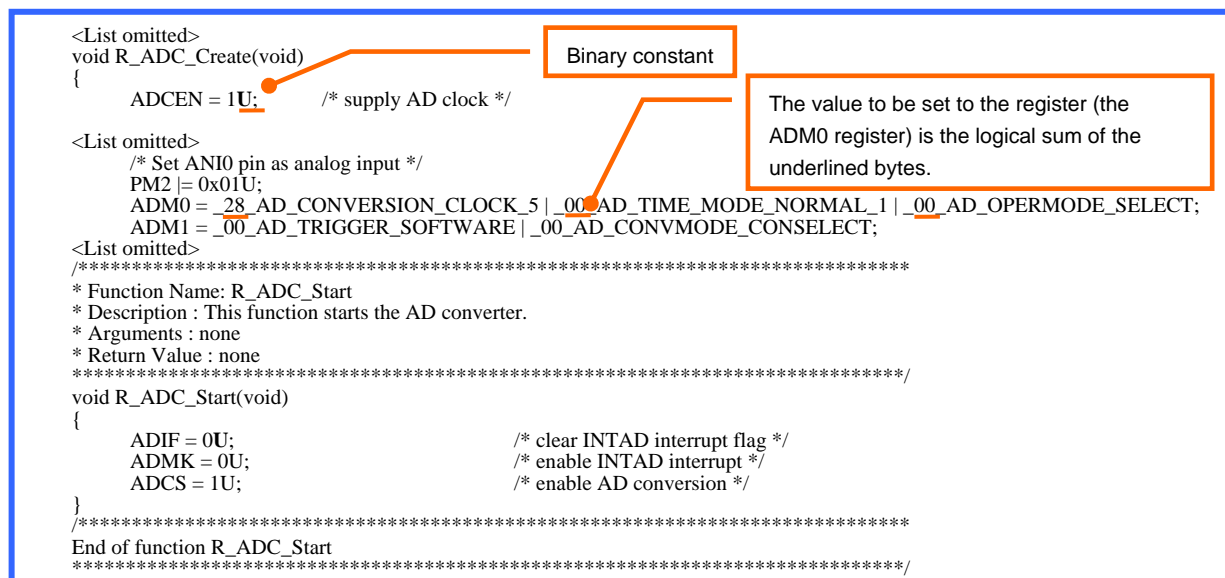 <List omitted>
void R_ADC_Create(void)
Binary constant
{
ADCEN = 1U; /* supply AD clock */
The value to be set to the register (the
ADM0 register) is the logical sum of the
underlined bytes.
<List omitted>
/* Set ANI0 pin as analog input */
PM2 |= 0x01U;
ADM0 = _28_AD_CONVERSION_CLOCK_5 | _00_AD_TIME_MODE_NORMAL_1 | _00_AD_OPERMODE_SELECT;
ADM1 = _00_AD_TRIGGER_SOFTWARE | _00_AD_CONVMODE_CONSELECT;
<List omitted>
/******************************************************************************
* Function Name: R_ADC_Start
* Description : This function starts the AD converter.
* Arguments : none
* Return Value : none
******************************************************************************/
void R_ADC_Start(void)
{
ADIF = 0U; /* clear INTAD interrupt flag */
ADMK = 0U; /* enable INTAD interrupt */
ADCS = 1U; /* enable AD conversion */
}
/******************************************************************************
End of function R_ADC_Start
******************************************************************************/